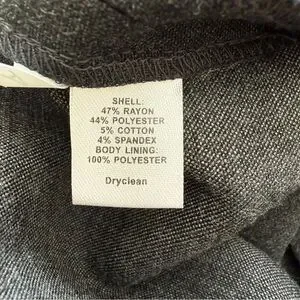 SHELL:
47% RAYON
44% POLYESTER
5% COTTON
4% SPANDEX
BODY LINING:
100% POLYESTER
Dryclean